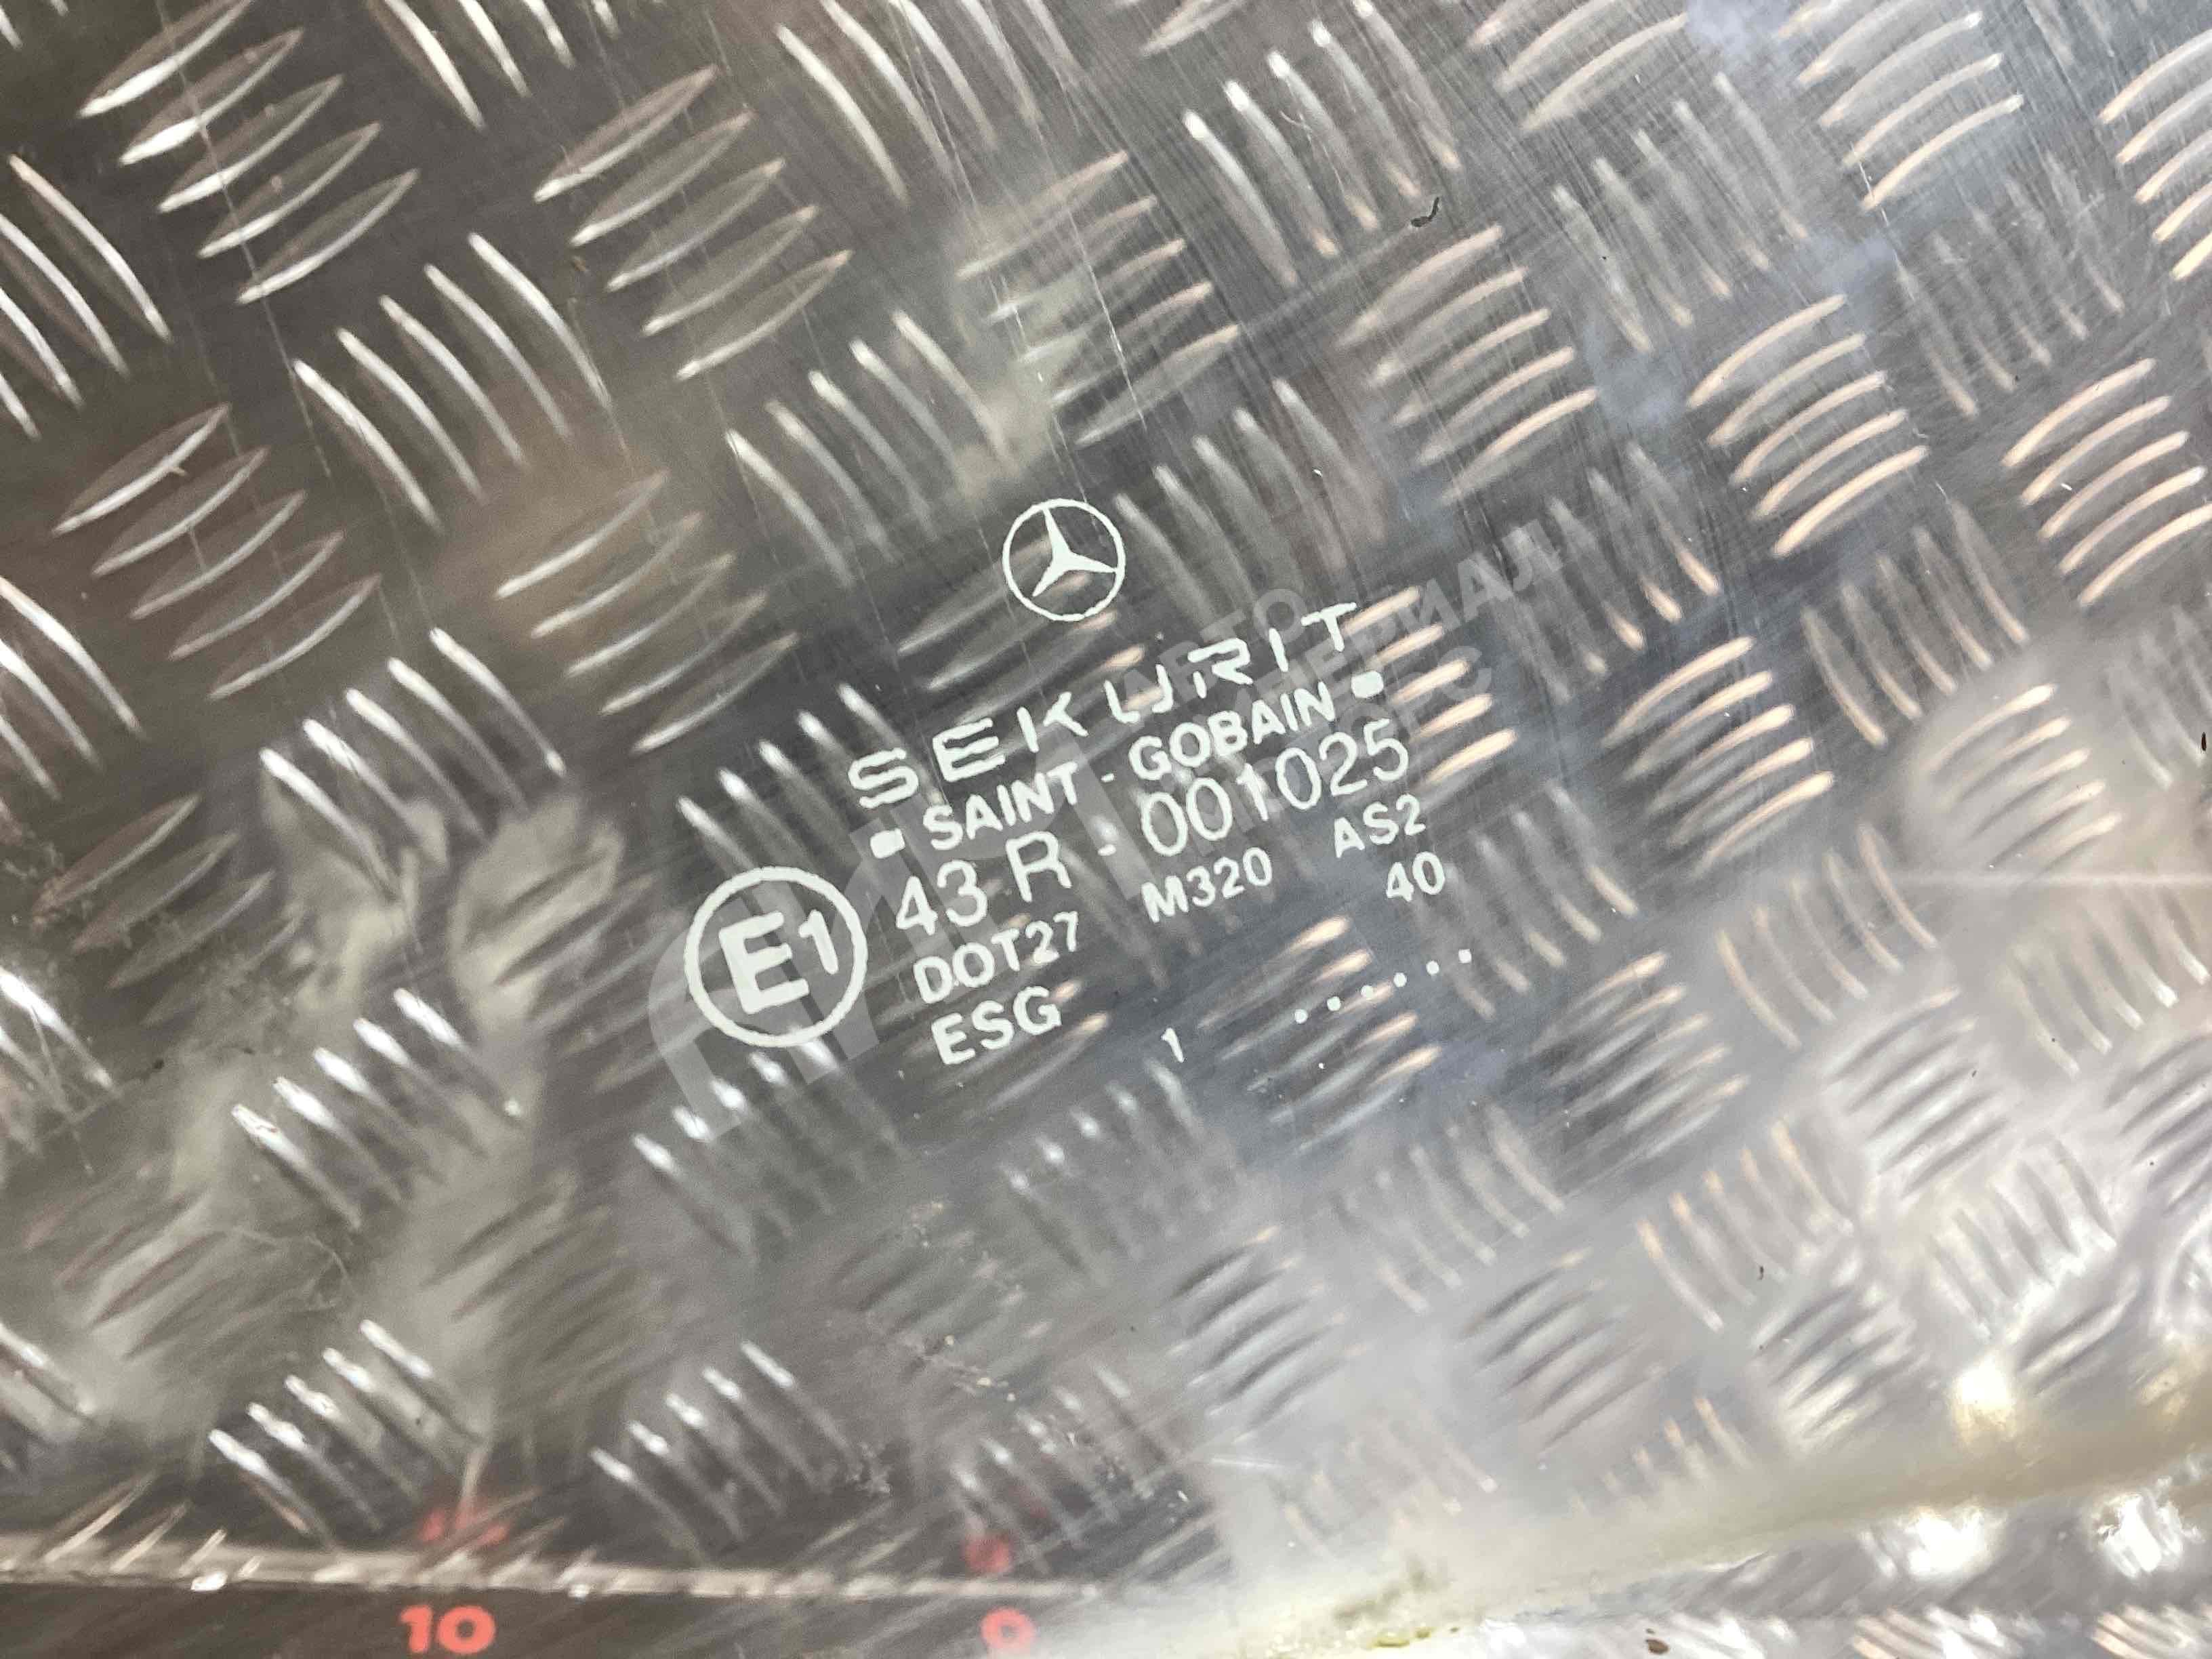 SEKURIT
▪ SAINT - GOBAIN ▪
E1 43 R - 001025
DOT27 M320 AS2
ESG 40
1 ......
10 0